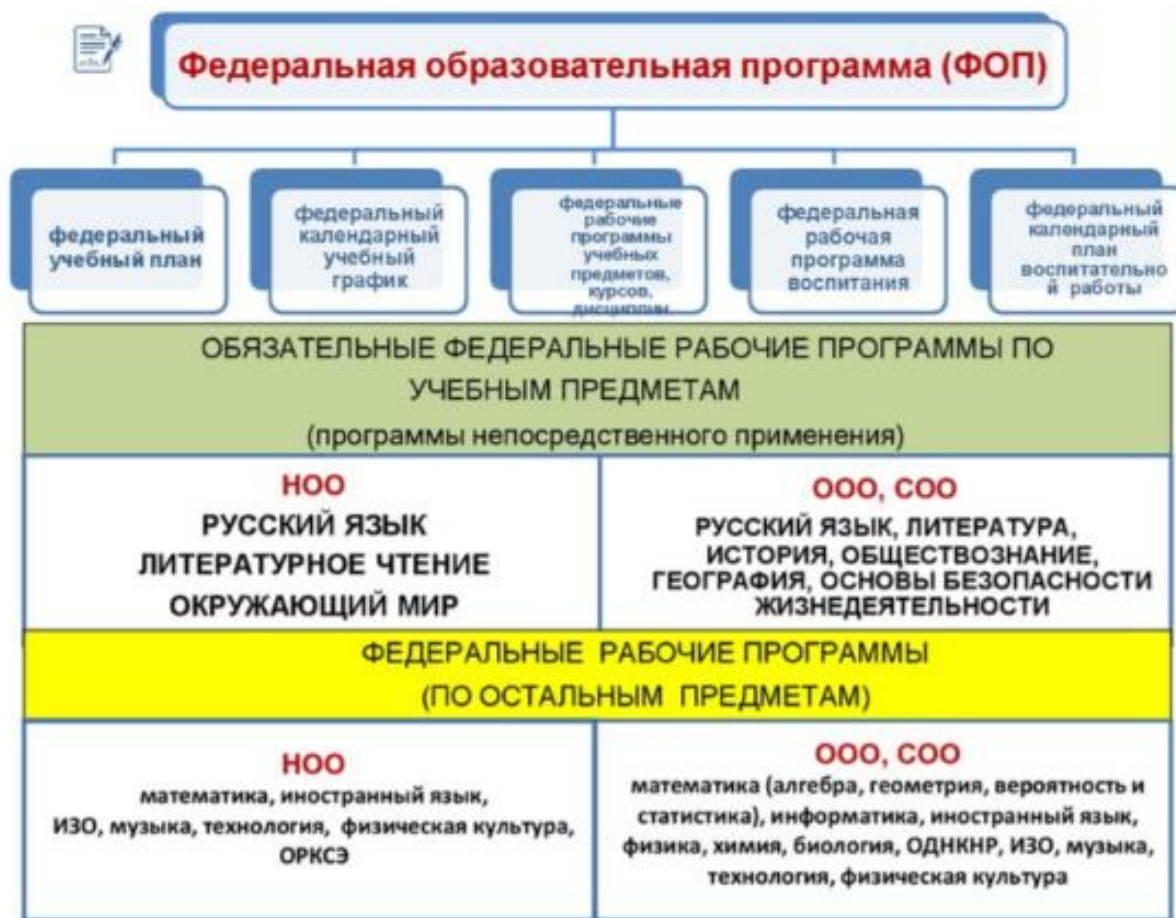 Федеральная образовательная программа (ФОП)
федеральный
учебный план
федеральный
календарный
учебный
график
федеральные
рабочие
программы
учебных
предметов,
курсов,
дисциплин
федеральная
рабочая
программа
воспитания
федеральный
календарный
план
воспитательно
й работы
ОБЯЗАТЕЛЬНЫЕ ФЕДЕРАЛЬНЫЕ РАБОЧИЕ ПРОГРАММЫ ПО
УЧЕБНЫМ ПРЕДМЕТАМ
(программы непосредственного применения)
НОО
РУССКИЙ ЯЗЫК
ЛИТЕРАТУРНОЕ ЧТЕНИЕ
ОКРУЖАЮЩИЙ МИР
ООО, СОО
РУССКИЙ ЯЗЫК, ЛИТЕРАТУРА,
ИСТОРИЯ, ОБЩЕСТВОЗНАНИЕ,
ГЕОГРАФИЯ, ОСНОВЫ БЕЗОПАСНОСТИ
ЖИЗНЕДЕЯТЕЛЬНОСТИ
ФЕДЕРАЛЬНЫЕ РАБОЧИЕ ПРОГРАММЫ
(ПО ОСТАЛЬНЫМ ПРЕДМЕТАМ)
НОО
математика, иностранный язык,
ИЗО, музыка, технология, физическая культура,
ОРКСЭ
ООО, СОО
математика (алгебра, геометрия, вероятность и
статистика), информатика, иностранный язык,
физика, химия, биология, ОДНКНР, ИЗО, музыка,
технология, физическая культура